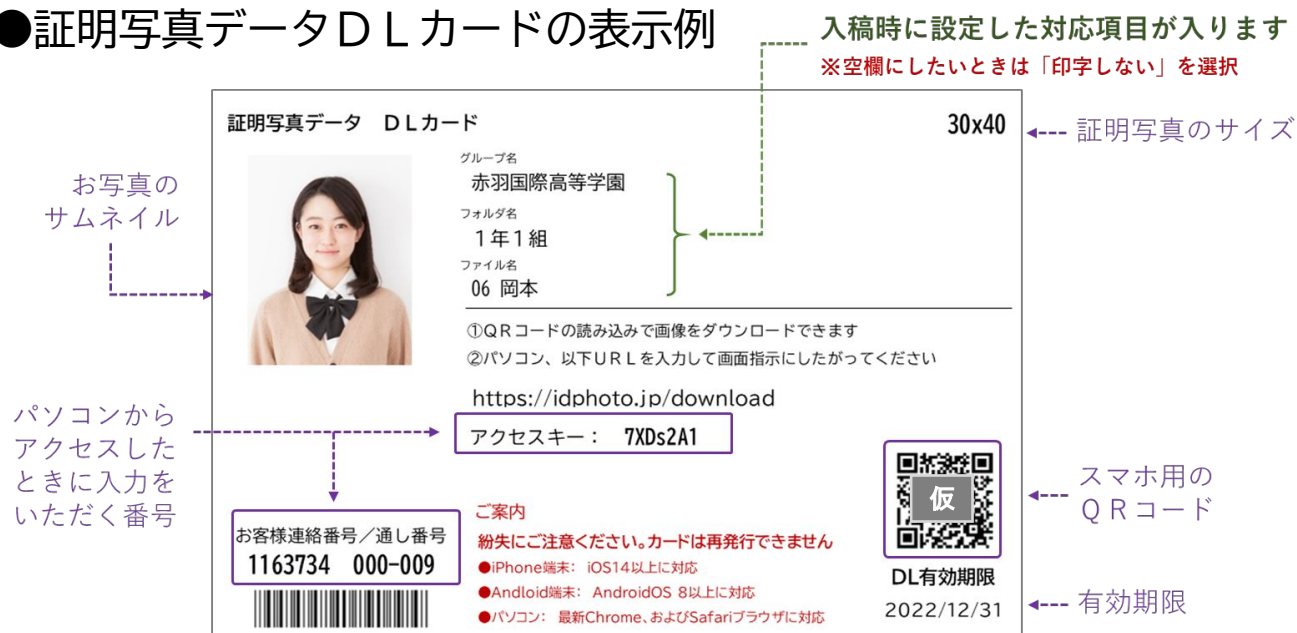 ●証明写真データＤＬカードの表示例
入稿時に設定した対応項目が入ります
※空欄にしたいときは「印字しない」を選択
証明写真データ　ＤＬカード
30x40
証明写真のサイズ
お写真の
サムネイル
グループ名
赤羽国際高等学園
フォルダ名
１年１組
ファイル名
06 岡本
①ＱＲコードの読み込みで画像をダウンロードできます
②パソコン、以下ＵＲＬを入力して画面指示にしたがってください
https://idphoto.jp/download
アクセスキー：　7XDs2A1
パソコンから
アクセスした
ときに入力を
いただく番号
仮
スマホ用の
ＱＲコード
お客様連絡番号／通し番号
1163734　000-009
ご案内
紛失にご注意ください。カードは再発行できません
●iPhone端末：　iOS14以上に対応
●Andloid端末：　AndroidOS 8以上に対応
●パソコン：　最新Chrome、およびSafariブラウザに対応
DL有効期限
2022/12/31
有効期限